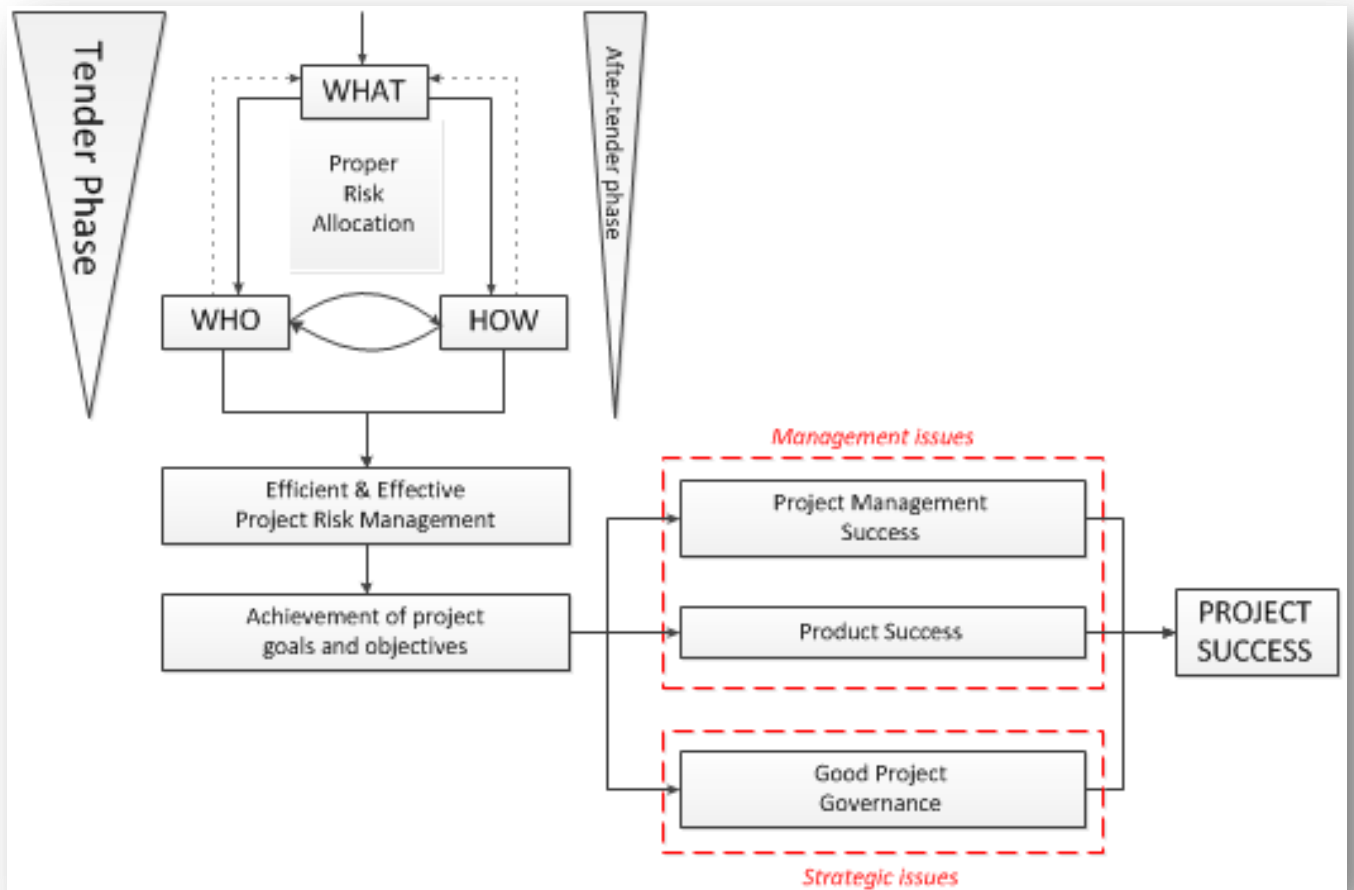 Tender Phase
WHAT
Proper
Risk
Allocation
After-tender phase
WHO
HOW
Efficient & Effective
Project Risk Management
Achievement of project
goals and objectives
Management issues
Project Management
Success
Product Success
Good Project
Governance
Strategic issues
PROJECT
SUCCESS